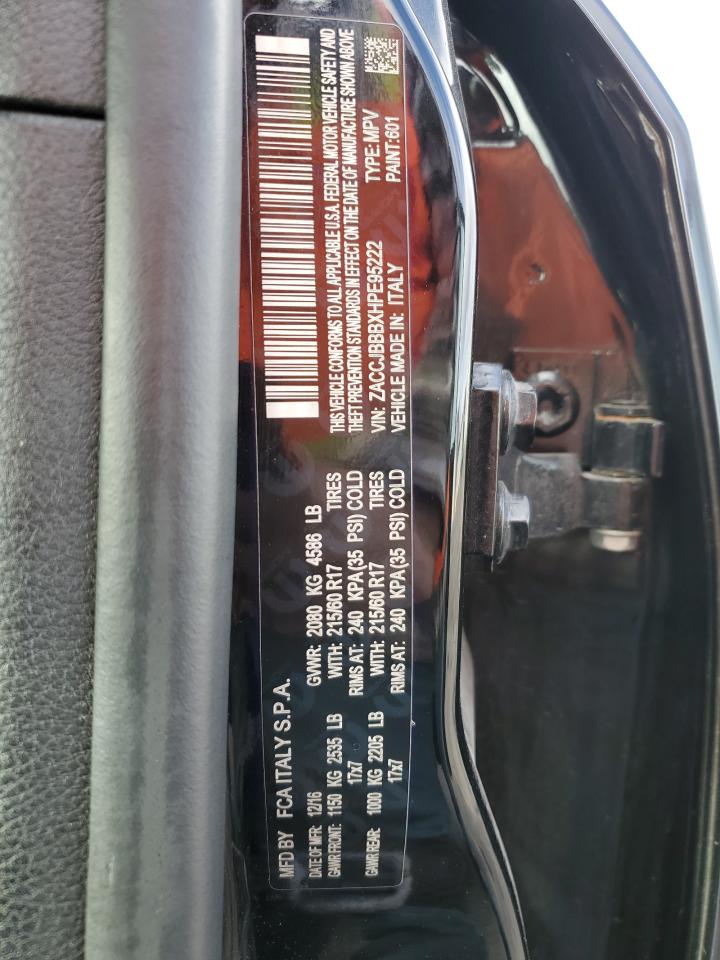 MFD BY FCA ITALY S.P.A.
DATE OF MFR: 12/16 GVWR: 2080 KG 4586 LB
GAWR FRONT: 1150 KG 2535 LB WITH: 215/60 R17 TIRES
17x7 RIMS AT: 240 KPA(35 PSI) COLD
GAWR REAR: 1000 KG 2205 LB WITH: 215/60 R17 TIRES
17x7 RIMS AT: 240 KPA(35 PSI) COLD
THIS VEHICLE CONFORMS TO ALL APPLICABLE U.S.A. FEDERAL MOTOR VEHICLE SAFETY AND
THEFT PREVENTION STANDARDS IN EFFECT ON THE DATE OF MANUFACTURE SHOWN ABOVE
VIN: ZACCJBBBXHPE95222 TYPE: MPV
VEHICLE MADE IN: ITALY PAINT: 601